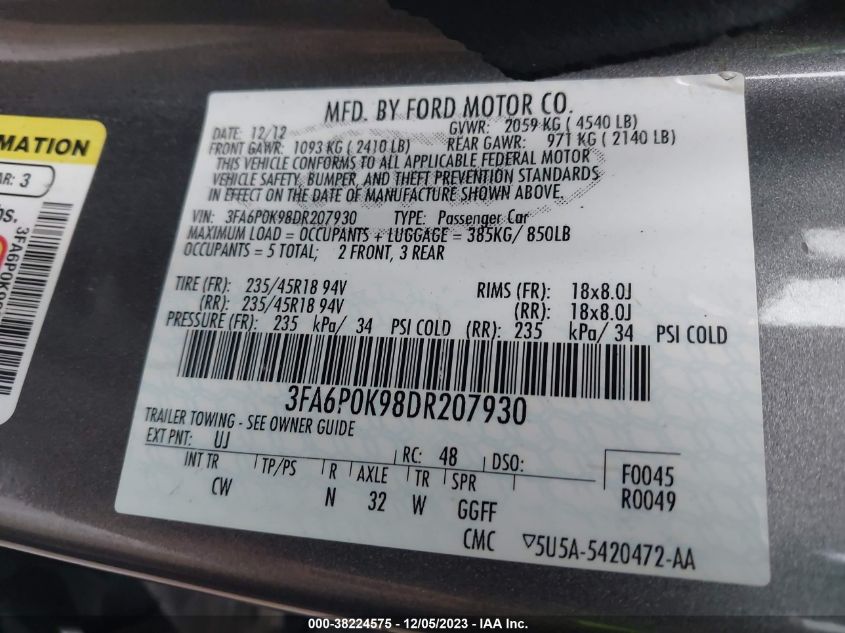 MFD. BY FORD MOTOR CO.
DATE: 12/12 GVWR: 2059 KG ( 4540 LB)
FRONT GAWR: 1093 KG ( 2410 LB) REAR GAWR: 971 KG ( 2140 LB)
THIS VEHICLE CONFORMS TO ALL APPLICABLE FEDERAL MOTOR
VEHICLE SAFETY, BUMPER, AND THEFT PREVENTION STANDARDS
IN EFFECT ON THE DATE OF MANUFACTURE SHOWN ABOVE.
VIN: 3FA6P0K98DR207930 TYPE: Passenger Car
MAXIMUM LOAD = OCCUPANTS + LUGGAGE = 385KG/ 850LB
OCCUPANTS = 5 TOTAL; 2 FRONT, 3 REAR
TIRE (FR): 235/45R18 94V RIMS (FR): 18x8.0J
(RR): 235/45R18 94V (RR): 18x8.0J
PRESSURE (FR): 235 kPa/ 34 PSI COLD (RR): 235 kPa/ 34 PSI COLD
3FA6P0K98DR207930
TRAILER TOWING - SEE OWNER GUIDE
EXT PNT: UJ RC: 48 DSO: F0045
INT TR TP/PS R AXLE TR SPR R0049
CW N 32 W GGFF
CMC 5U5A-5420472-AA
MATION
AR: 3
bs.
3FA6P0K9
000-38224575 - 12/05/2023 - IAA Inc.